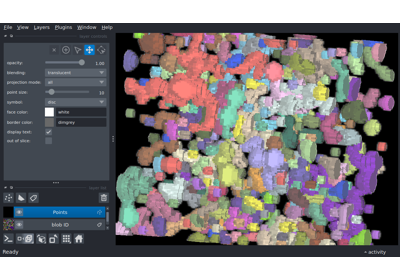 File View Layers Plugins Window Help
opacity: 1.00
blending: translucent
projection mode: all
point size: 10
symbol: disc
face color: white
border color: dimgrey
display text:
out of slice:
Points
blob ID
Ready
activity